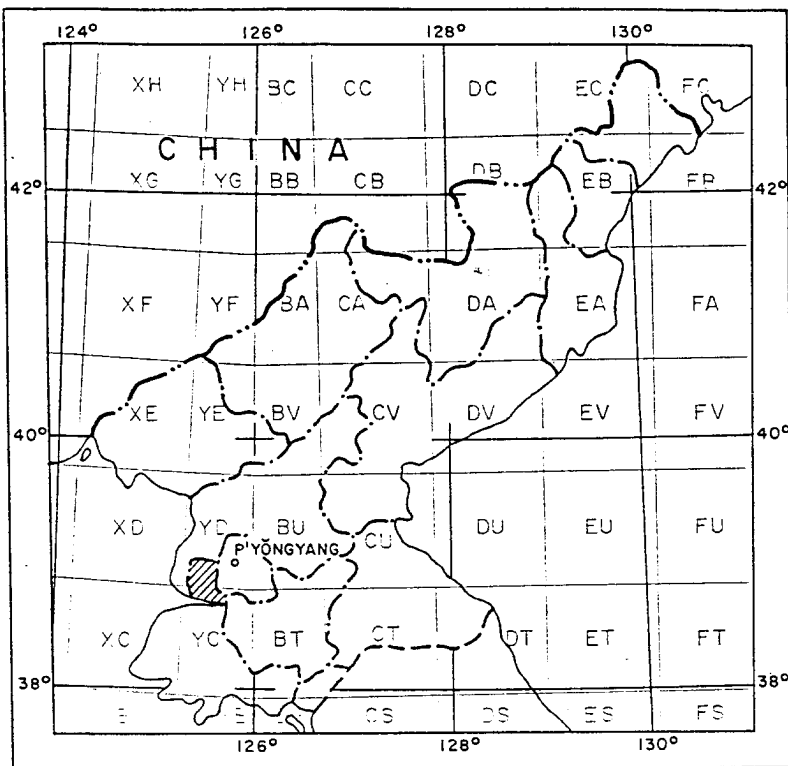 124° 126° 128° 130°
XH YH BC CC DC EC FC
CHINA
42° 42°
XG YG BB CB DB EB FB
XF YF BA CA DA EA FA
XE YE BV CV DV EV FV
40° 40°
XD YD BU CU DU EU FU
P'YŎNGYANG
XC YC BT CT DT ET FT
38° 38°
CS DS ES FS
126° 128° 130°